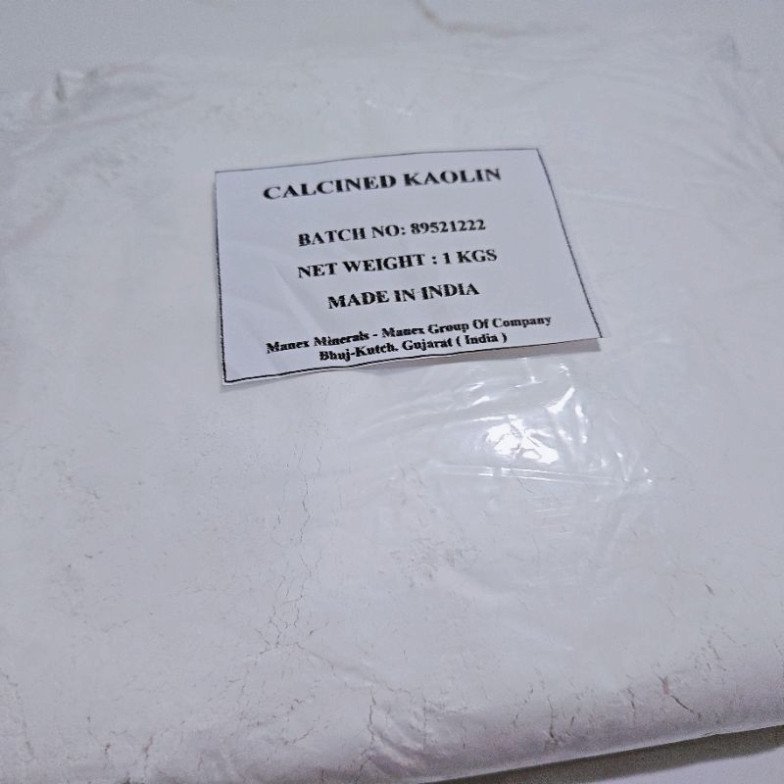 CALCINED KAOLIN
BATCH NO: 89521222
NET WEIGHT : 1 KGS
MADE IN INDIA
Manex Minerals - Manex Group Of Company
Bhuj-Kutch. Gujarat ( India )